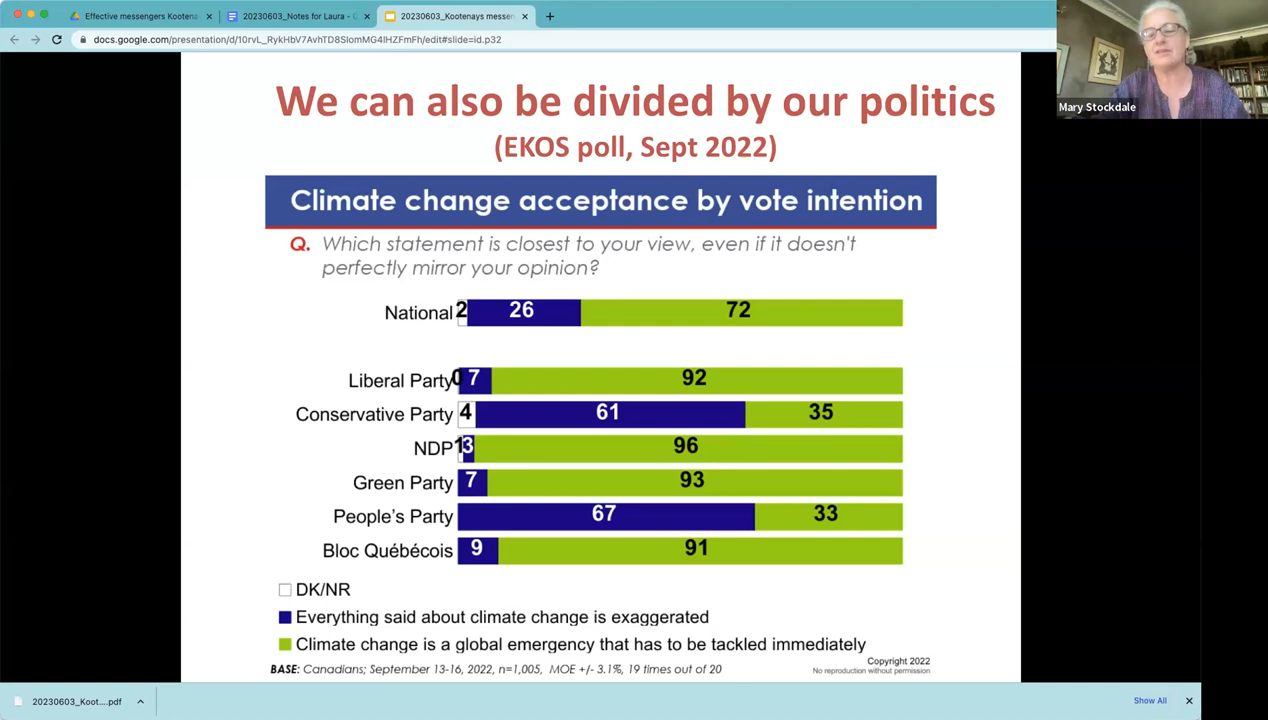 Effective messengers Kootena
20230603_Notes for Laura - G
20230603_Kootenays messen
docs.google.com/presentation/d/10rvL_RykHbV7AvhTD8SIomMG4IHZFmFh/edit#slide=id.p32
Mary Stockdale
We can also be divided by our politics
(EKOS poll, Sept 2022)
Climate change acceptance by vote intention
Q. Which statement is closest to your view, even if it doesn't
perfectly mirror your opinion?
National 2 26 72
Liberal Party 0 7 92
Conservative Party 4 61 35
NDP 1 3 96
Green Party 7 93
People's Party 67 33
Bloc Québécois 9 91
DK/NR
Everything said about climate change is exaggerated
Climate change is a global emergency that has to be tackled immediately
BASE: Canadians; September 13-16, 2022, n=1,005, MOE +/- 3.1%, 19 times out of 20
Copyright 2022
No reproduction without permission
20230603_Koot....pdf
Show All